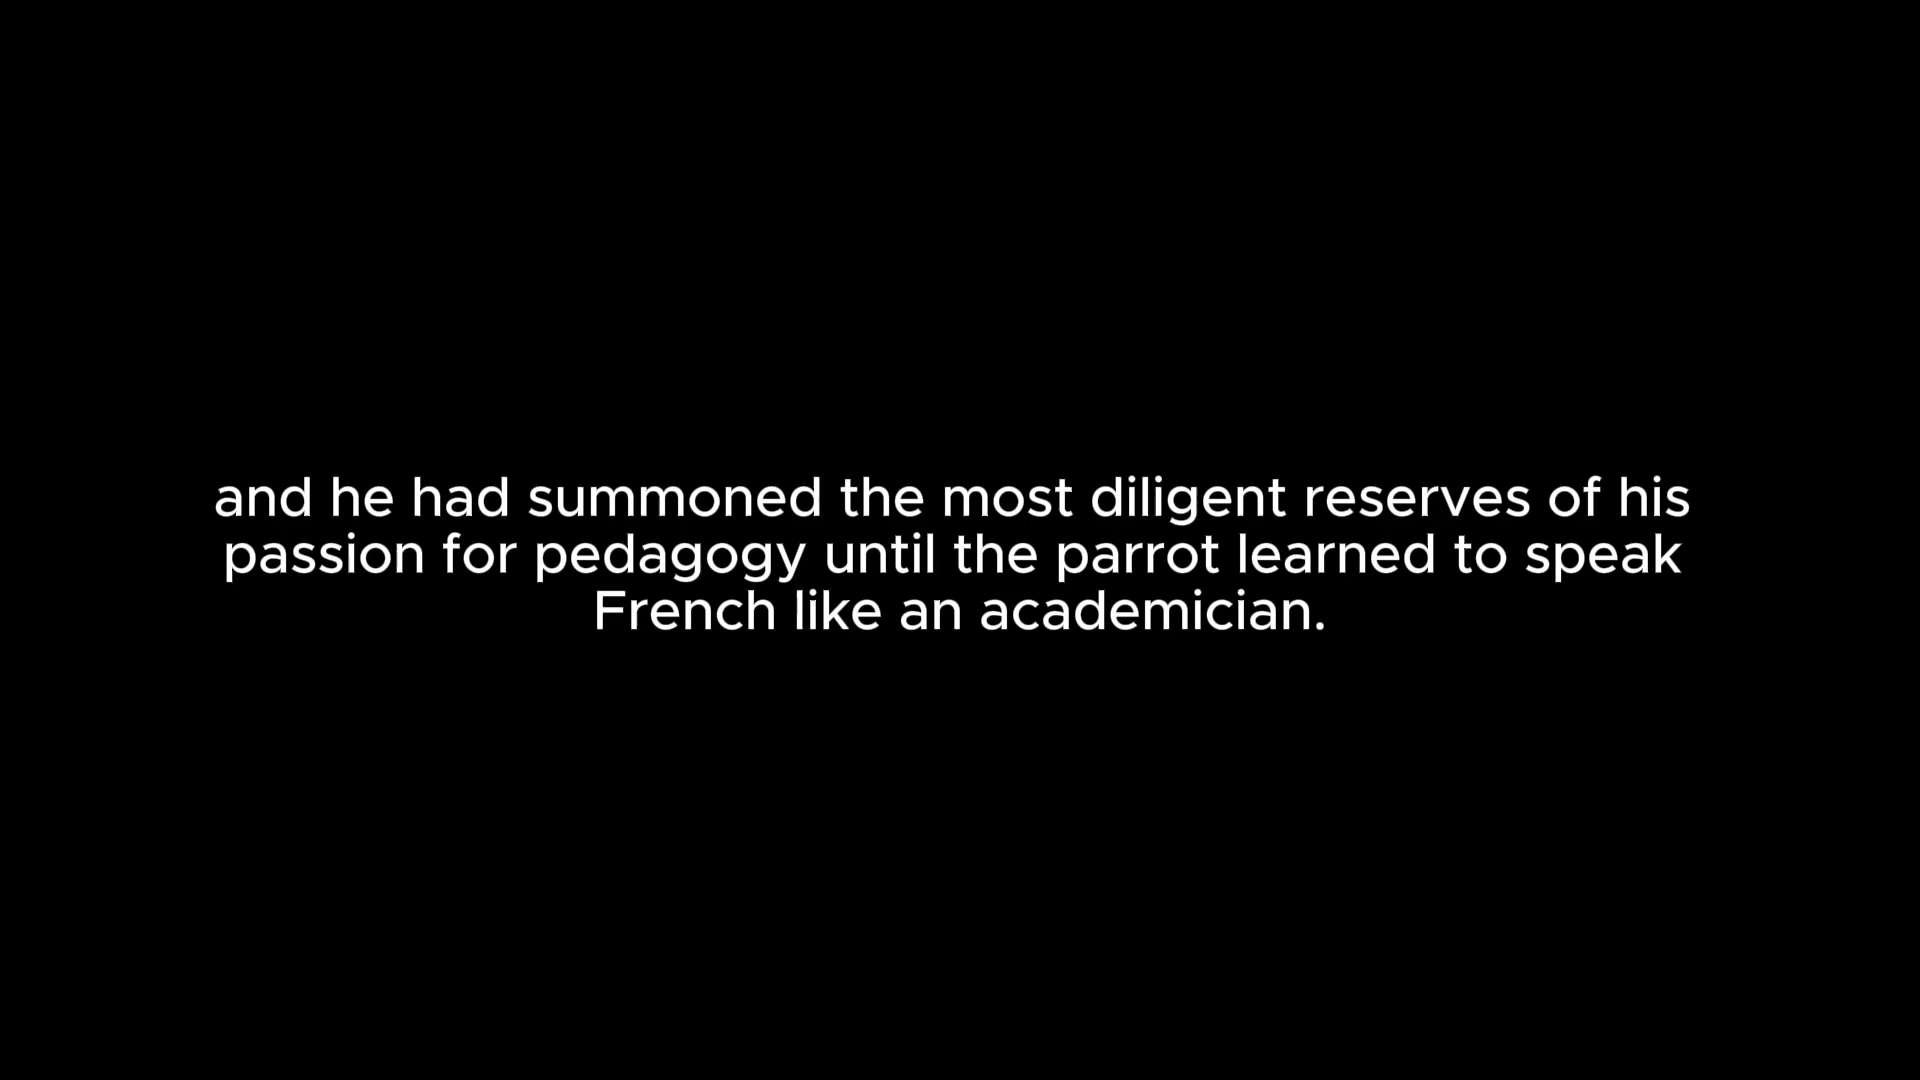 and he had summoned the most diligent reserves of his
passion for pedagogy until the parrot learned to speak
French like an academician.